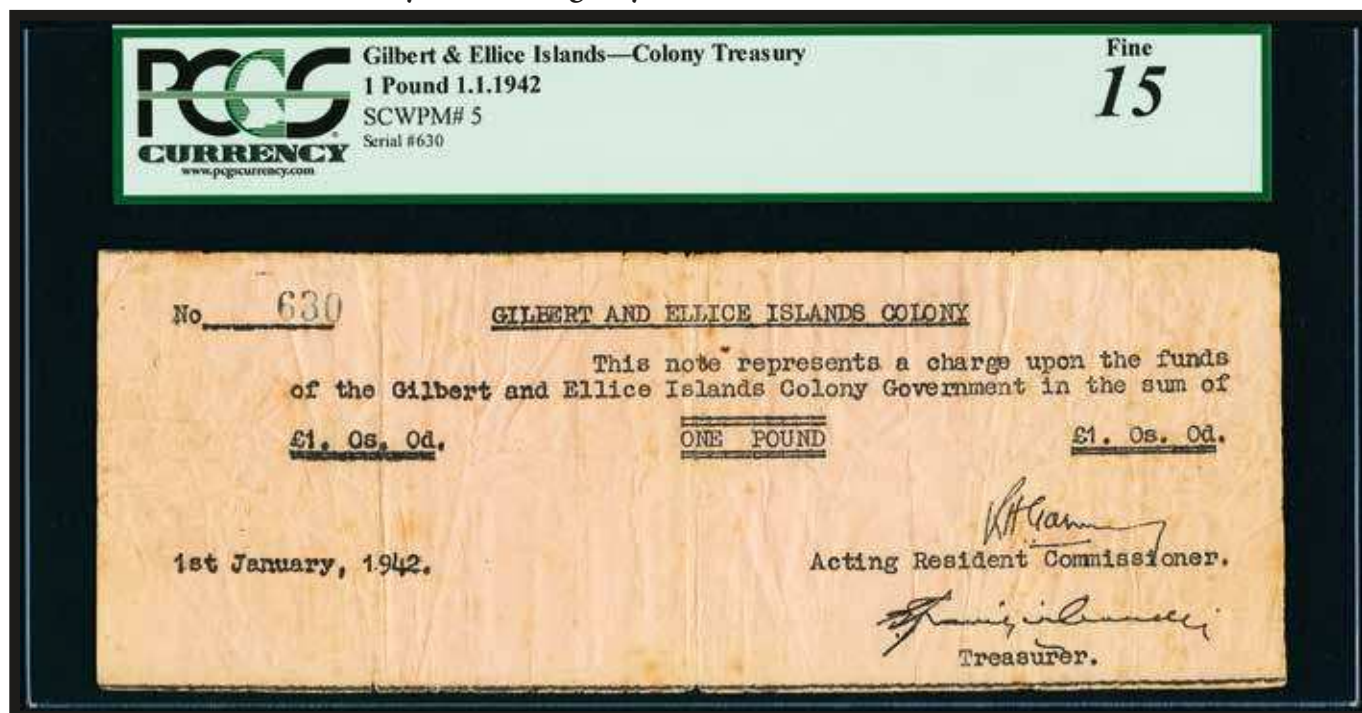 PCGS
CURRENCY
www.pcgscurrency.com
Gilbert & Ellice Islands—Colony Treasury
1 Pound 1.1.1942
SCWPM# 5
Serial #630
Fine
15
No 630
GILBERT AND ELLICE ISLANDS COLONY
This note represents a charge upon the funds
of the Gilbert and Ellice Islands Colony Government in the sum of
£1. 0s. 0d. ONE POUND £1. 0s. 0d.
1st January, 1942.
Acting Resident Commissioner.
Treasurer.